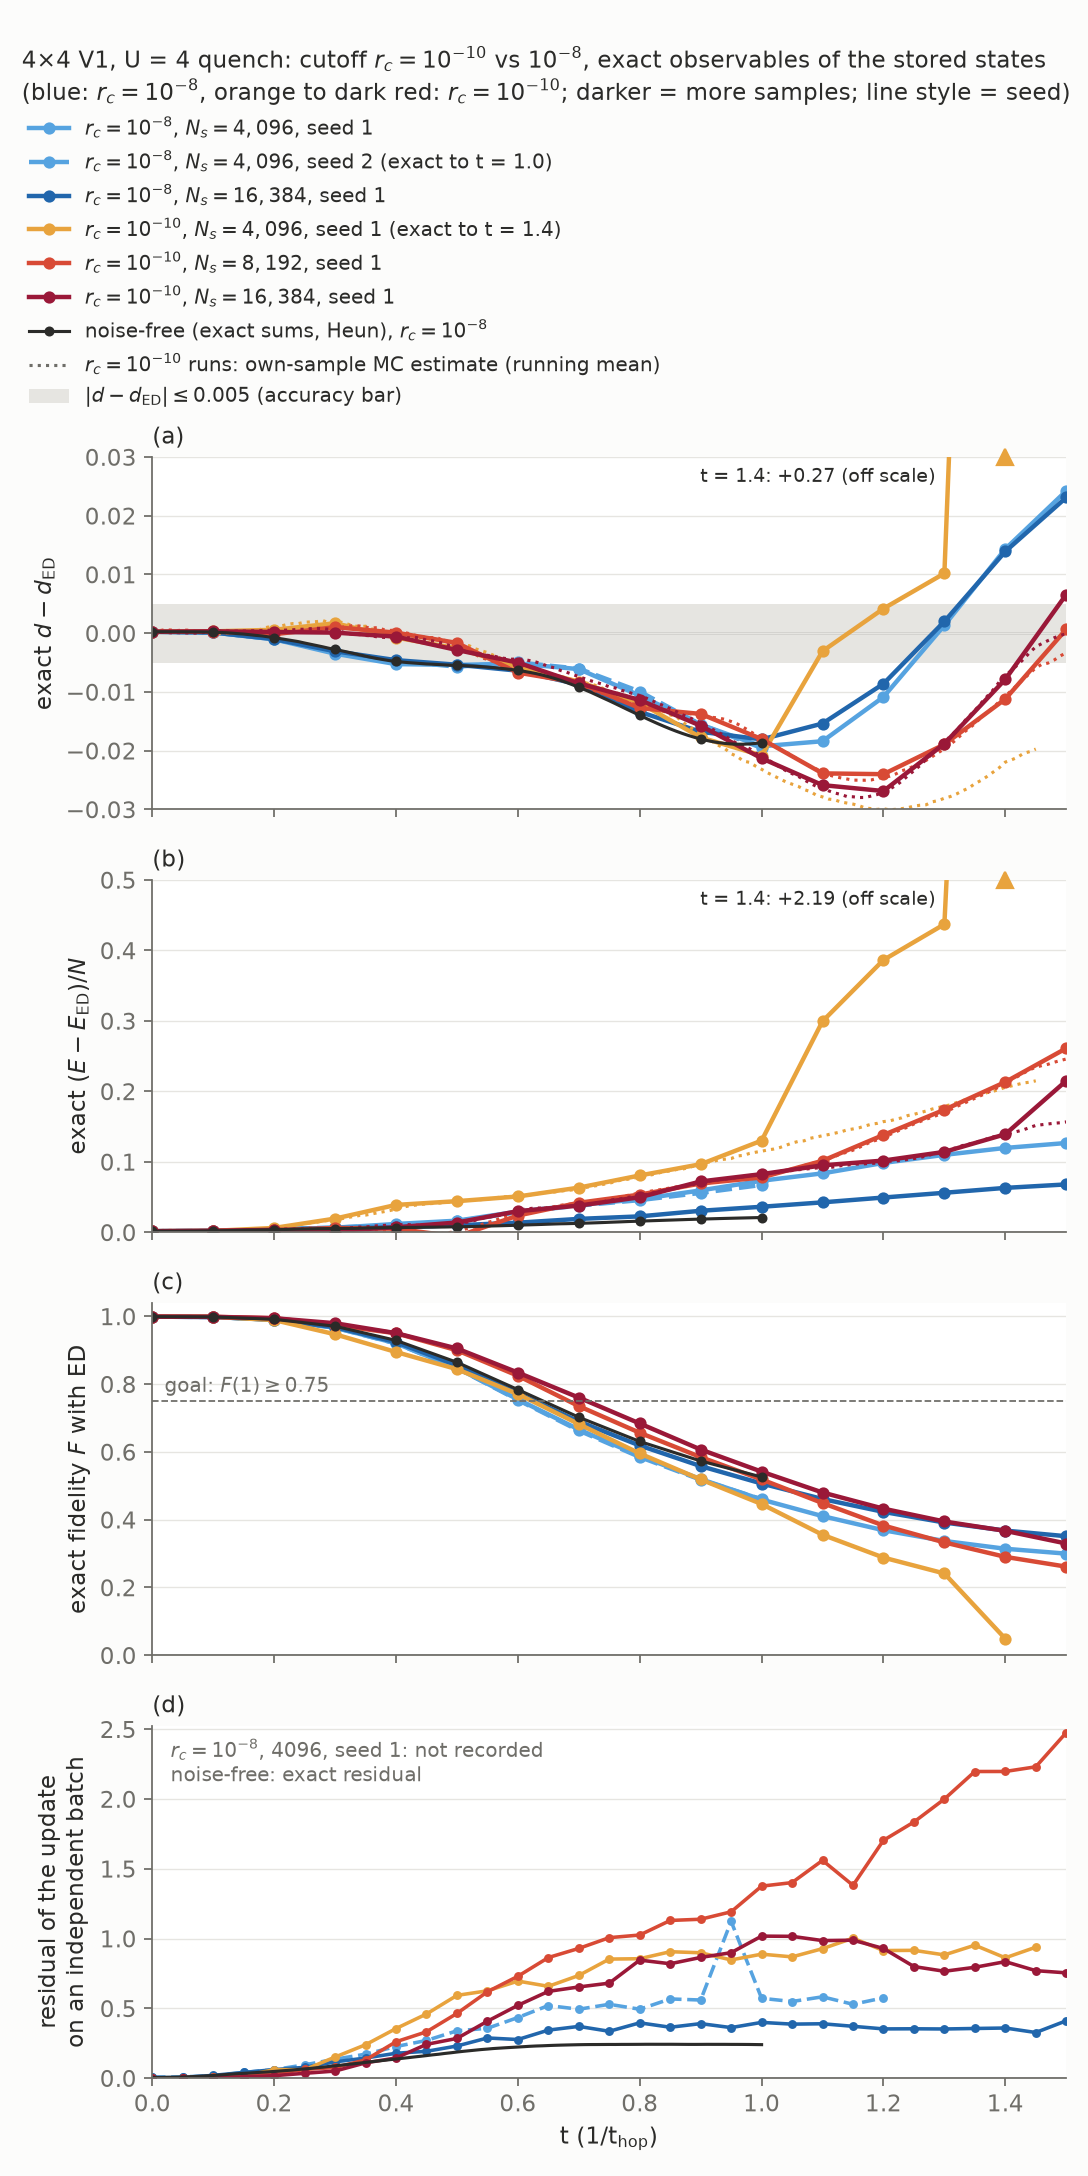 4×4 V1, U = 4 quench: cutoff r_c = 10⁻¹⁰ vs 10⁻⁸, exact observables of the stored states
(blue: r_c = 10⁻⁸, orange to dark red: r_c = 10⁻¹⁰; darker = more samples; line style = seed)
r_c = 10⁻⁸, N_s = 4,096, seed 1
r_c = 10⁻⁸, N_s = 4,096, seed 2 (exact to t = 1.0)
r_c = 10⁻⁸, N_s = 16,384, seed 1
r_c = 10⁻¹⁰, N_s = 4,096, seed 1 (exact to t = 1.4)
r_c = 10⁻¹⁰, N_s = 8,192, seed 1
r_c = 10⁻¹⁰, N_s = 16,384, seed 1
noise-free (exact sums, Heun), r_c = 10⁻⁸
r_c = 10⁻¹⁰ runs: own-sample MC estimate (running mean)
|d − d_ED| ≤ 0.005 (accuracy bar)
(a)
exact d − d_ED
0.03
0.02
0.01
0.00
−0.01
−0.02
−0.03
t = 1.4: +0.27 (off scale)
(b)
exact (E − E_ED)/N
0.5
0.4
0.3
0.2
0.1
0.0
t = 1.4: +2.19 (off scale)
(c)
exact fidelity F with ED
1.0
0.8
0.6
0.4
0.2
0.0
goal: F(1) ≥ 0.75
(d)
residual of the update
on an independent batch
2.5
2.0
1.5
1.0
0.5
0.0
r_c = 10⁻⁸, 4096, seed 1: not recorded
noise-free: exact residual
0.0 0.2 0.4 0.6 0.8 1.0 1.2 1.4
t (1/t_hop)